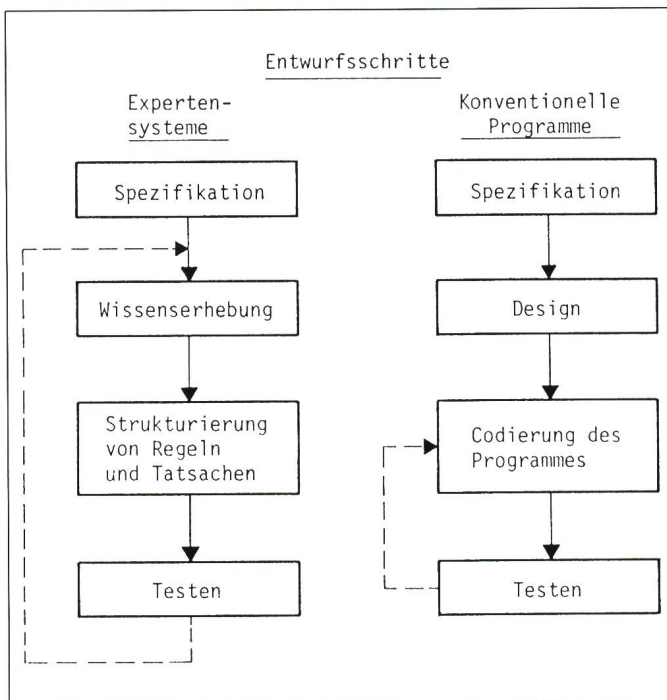 Entwurfsschritte
Experten-
systeme
Spezifikation
Wissenserhebung
Strukturierung
von Regeln
und Tatsachen
Testen
Konventionelle
Programme
Spezifikation
Design
Codierung des
Programmes
Testen